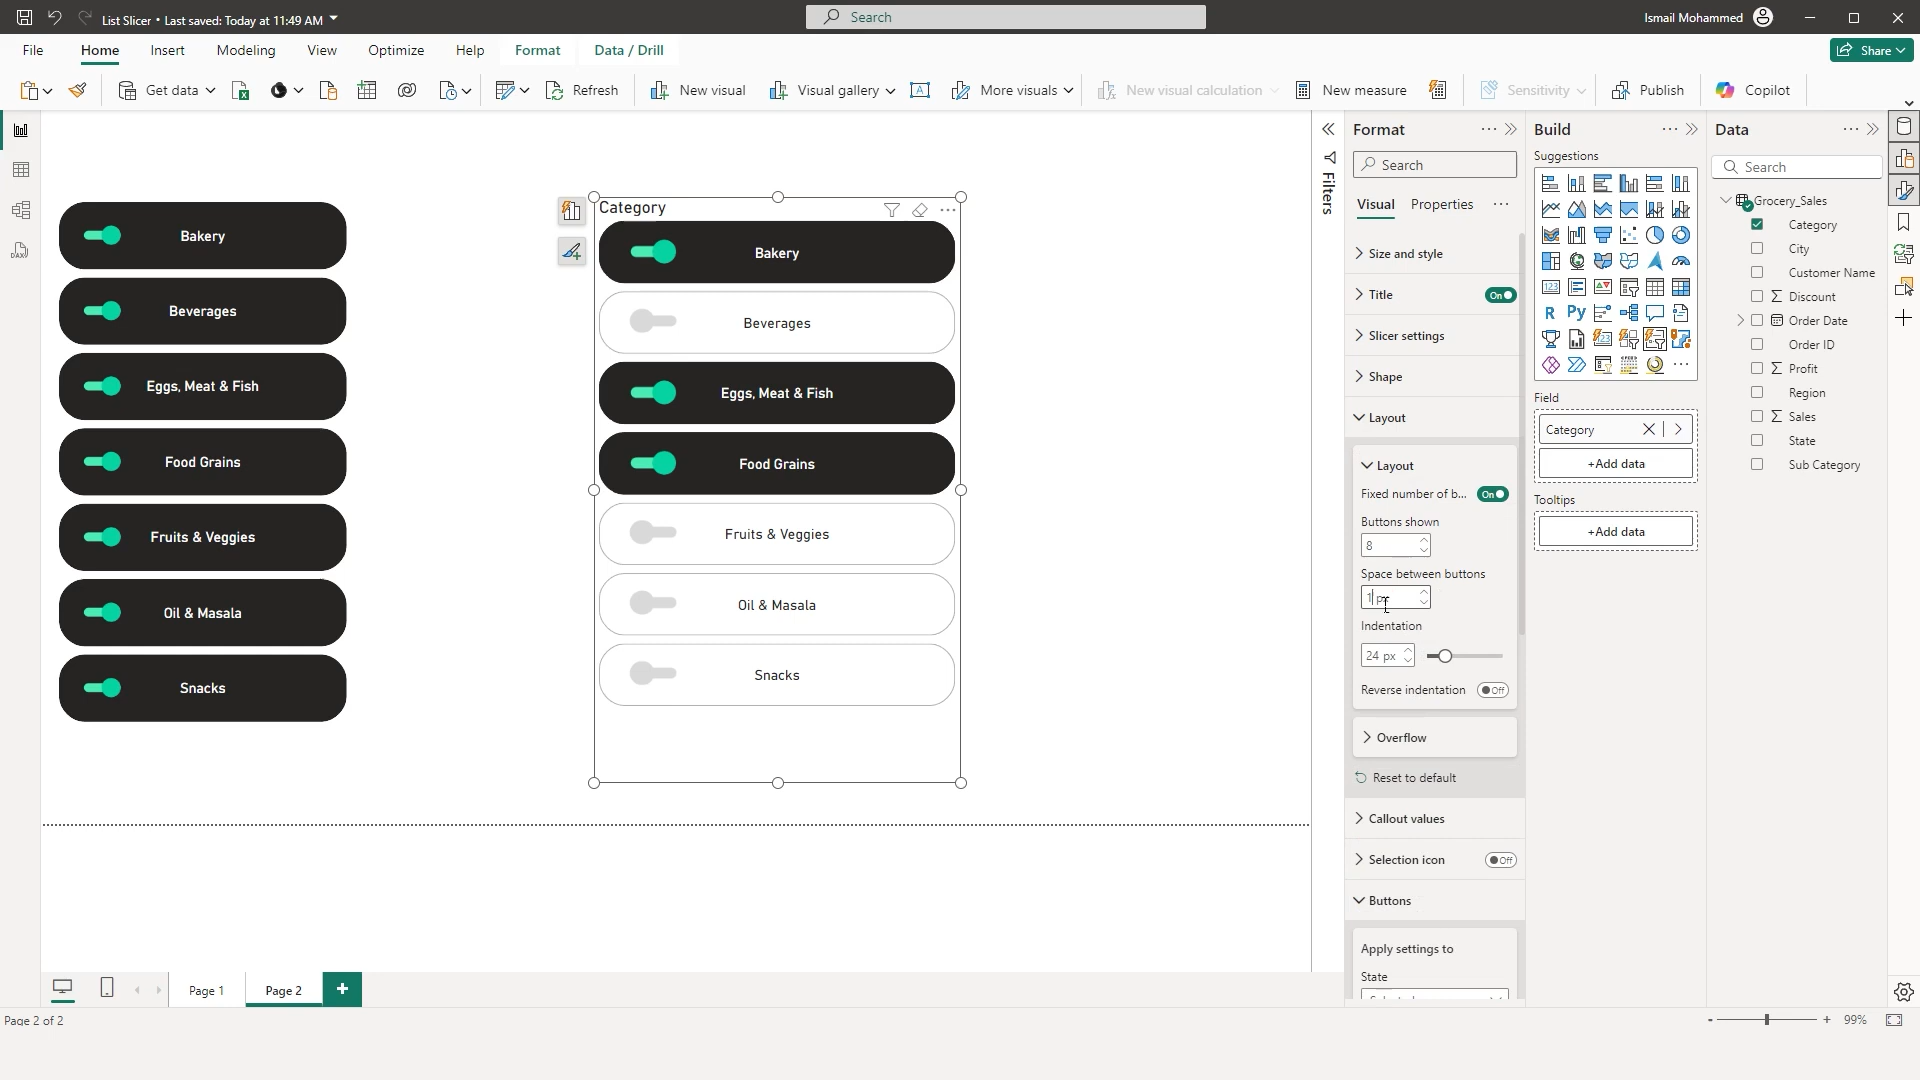 List Slicer • Last saved: Today at 11:49 AM
Search
Ismail Mohammed
File
Home
Insert
Modeling
View
Optimize
Help
Format
Data / Drill
Share
Get data
Refresh
New visual
Visual gallery
More visuals
New visual calculation
New measure
Sensitivity
Publish
Copilot
Bakery
Beverages
Eggs, Meat & Fish
Food Grains
Fruits & Veggies
Oil & Masala
Snacks
Category
Bakery
Beverages
Eggs, Meat & Fish
Food Grains
Fruits & Veggies
Oil & Masala
Snacks
Filters
Format
Search
Visual
Properties
Size and style
Title
On
Slicer settings
Shape
Layout
Layout
Fixed number of b...
On
Buttons shown
8
Space between buttons
1 px
Indentation
24 px
Reverse indentation
Off
Overflow
Reset to default
Callout values
Selection icon
Off
Buttons
Apply settings to
State
Build
Suggestions
123
R
Py
123
Field
Category
+Add data
Tooltips
+Add data
Data
Search
Grocery_Sales
Category
City
Customer Name
Discount
Order Date
Order ID
Profit
Region
Sales
State
Sub Category
DAX
Page 1
Page 2
Page 2 of 2
99%